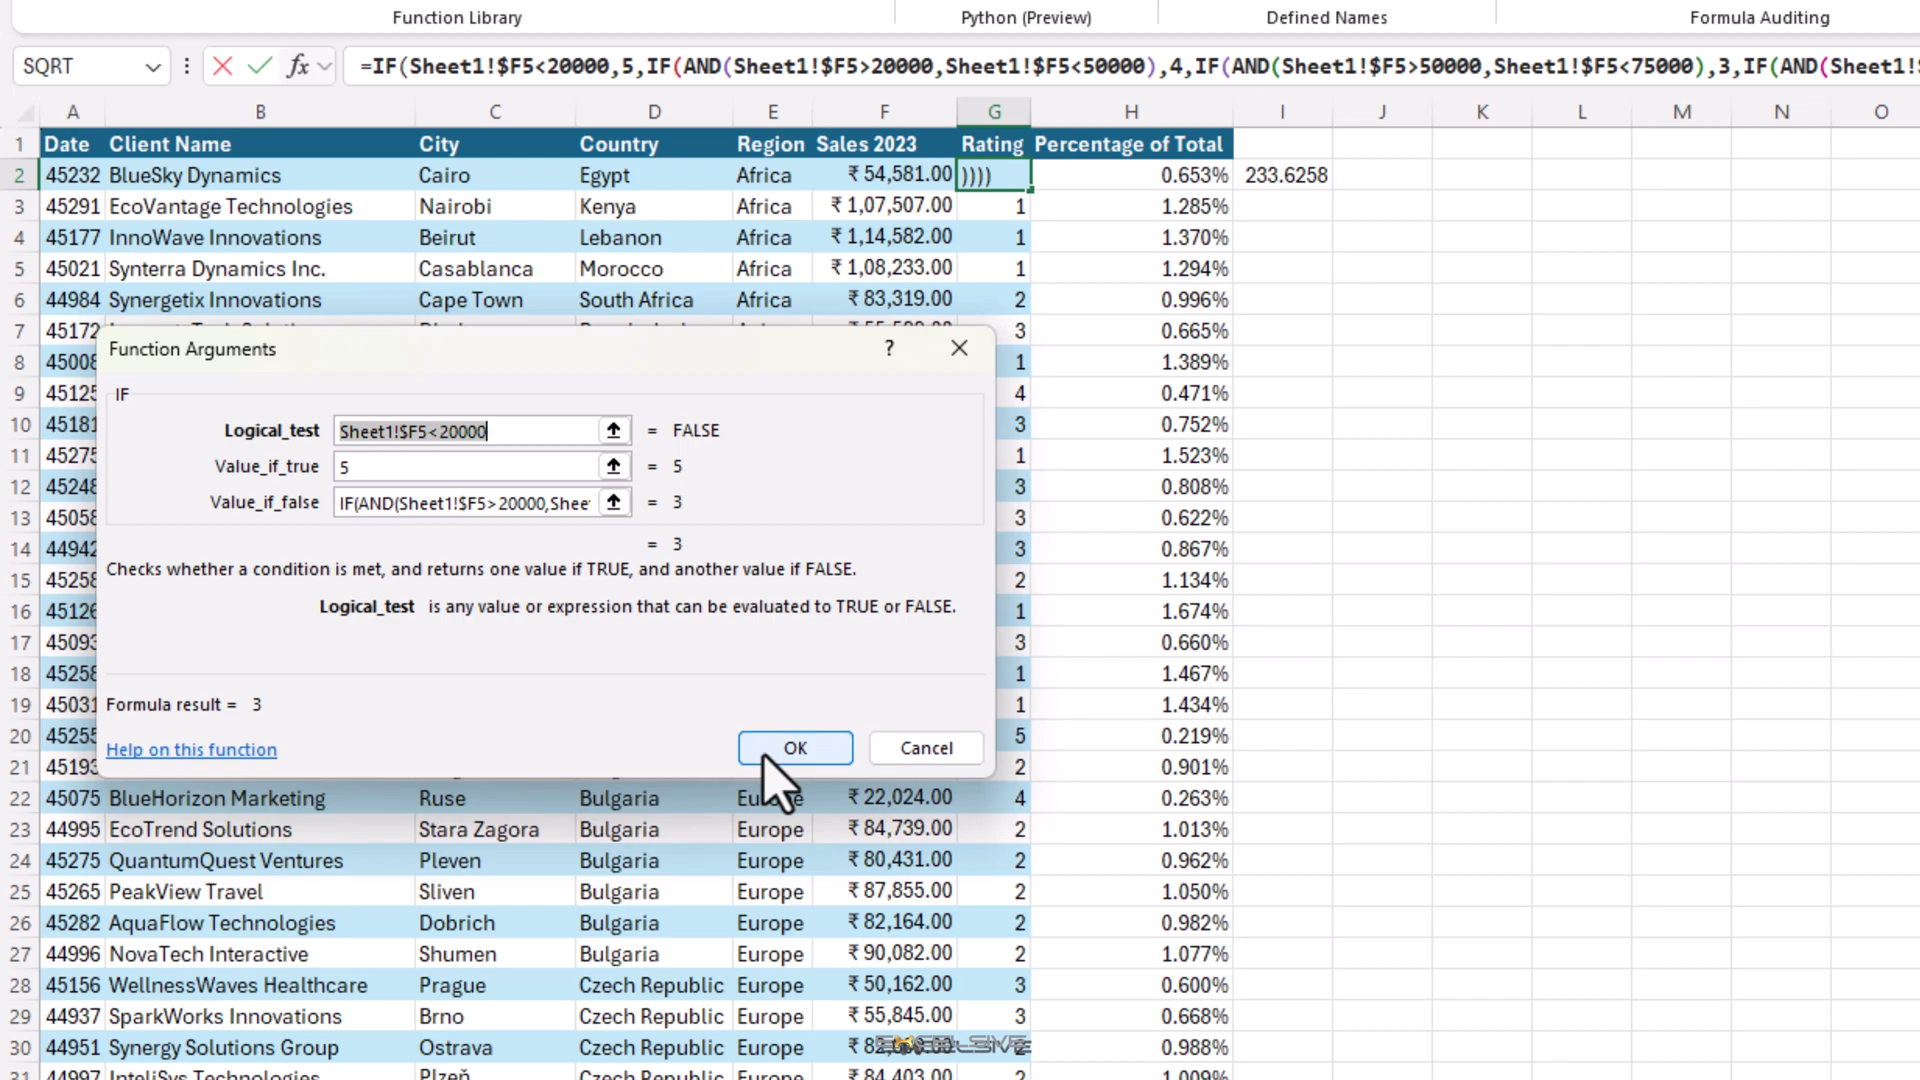 Function Library Python (Preview) Defined Names Formula Auditing
SQRT fx =IF(Sheet1!$F5<20000,5,IF(AND(Sheet1!$F5>20000,Sheet1!$F5<50000),4,IF(AND(Sheet1!$F5>50000,Sheet1!$F5<75000),3,IF(AND(Sheet1!$
A B C D E F G H I J K L M N O
1 Date Client Name City Country Region Sales 2023 Rating Percentage of Total
2 45232 BlueSky Dynamics Cairo Egypt Africa ₹ 54,581.00 )))) 0.653% 233.6258
3 45291 EcoVantage Technologies Nairobi Kenya Africa ₹ 1,07,507.00 1 1.285%
4 45177 InnoWave Innovations Beirut Lebanon Africa ₹ 1,14,582.00 1 1.370%
5 45021 Synterra Dynamics Inc. Casablanca Morocco Africa ₹ 1,08,233.00 1 1.294%
6 44984 Synergetix Innovations Cape Town South Africa Africa ₹ 83,319.00 2 0.996%
7 45172 3 0.665%
Function Arguments ? ×
8 45008 1 1.389%
9 45125 IF 4 0.471%
10 45181 Logical_test Sheet1!$F5<20000 = FALSE 3 0.752%
11 45275 Value_if_true 5 = 5 1 1.523%
12 45248 Value_if_false IF(AND(Sheet1!$F5>20000,Shee = 3 3 0.808%
13 45058 3 0.622%
14 44942 = 3 3 0.867%
15 45258 Checks whether a condition is met, and returns one value if TRUE, and another value if FALSE. 2 1.134%
16 45126 Logical_test is any value or expression that can be evaluated to TRUE or FALSE. 1 1.674%
17 45093 3 0.660%
18 45258 1 1.467%
19 45031 Formula result = 3 1 1.434%
20 45255 Help on this function OK Cancel 5 0.219%
21 45193 2 0.901%
22 45075 BlueHorizon Marketing Ruse Bulgaria Europe ₹ 22,024.00 4 0.263%
23 44995 EcoTrend Solutions Stara Zagora Bulgaria Europe ₹ 84,739.00 2 1.013%
24 45275 QuantumQuest Ventures Pleven Bulgaria Europe ₹ 80,431.00 2 0.962%
25 45265 PeakView Travel Sliven Bulgaria Europe ₹ 87,855.00 2 1.050%
26 45282 AquaFlow Technologies Dobrich Bulgaria Europe ₹ 82,164.00 2 0.982%
27 44996 NovaTech Interactive Shumen Bulgaria Europe ₹ 90,082.00 2 1.077%
28 45156 WellnessWaves Healthcare Prague Czech Republic Europe ₹ 50,162.00 3 0.600%
29 44937 SparkWorks Innovations Brno Czech Republic Europe ₹ 55,845.00 3 0.668%
30 44951 Synergy Solutions Group Ostrava Czech Republic Europe 2 0.988%
31 44997 InteliSys Technologies Plzeň Czech Republic Europe ₹ 84,403.00 2 1.009%